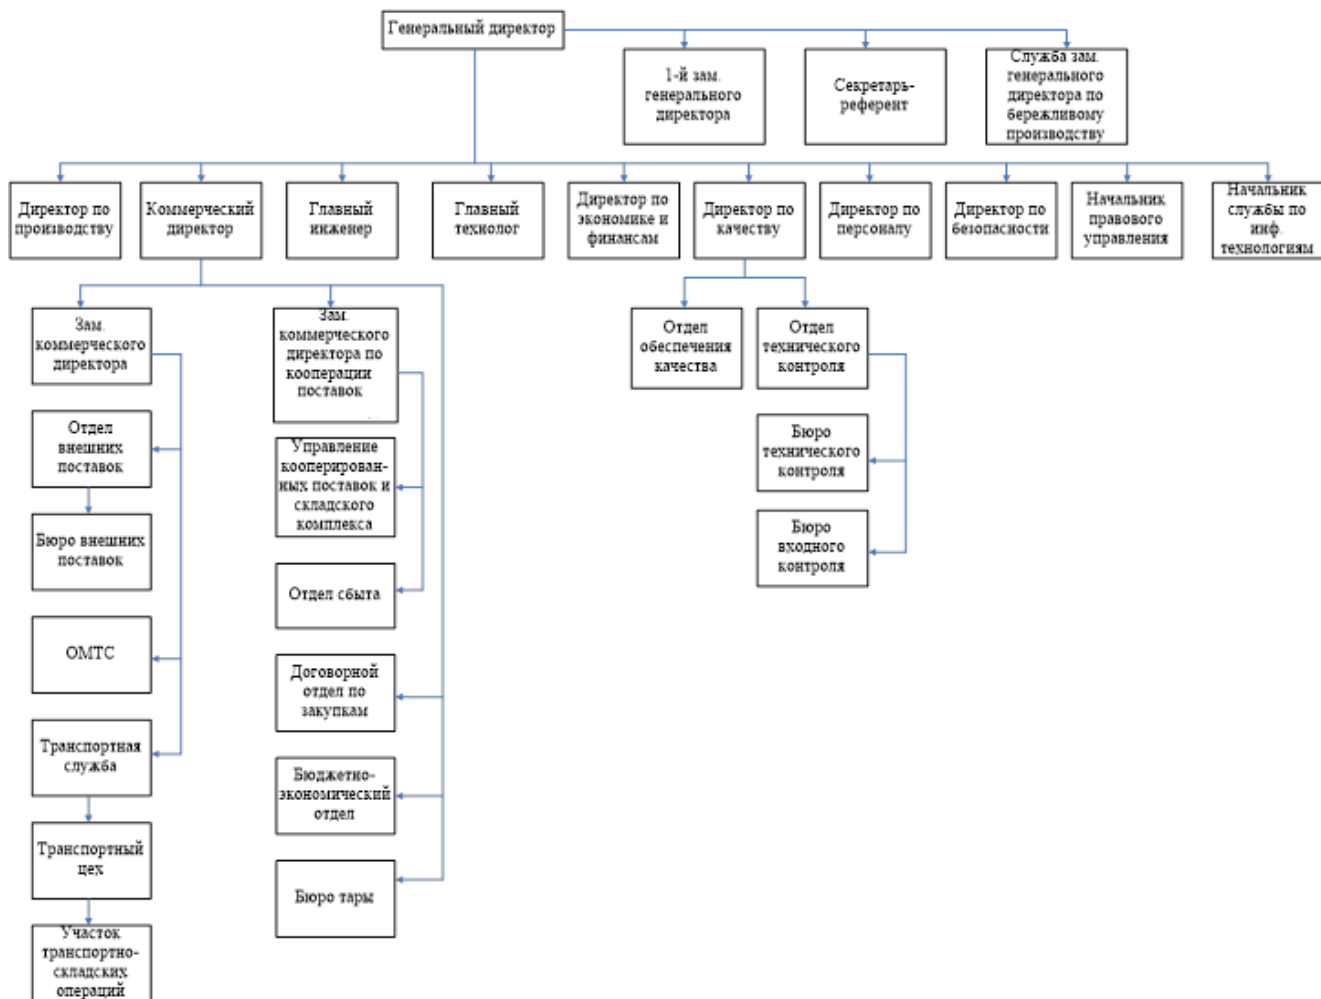 Генеральный директор
1-й зам.
генерального
директора
Секретарь-
референт
Служба зам.
генерального
директора по
бережливому
производству
Директор по
производству
Коммерческий
директор
Главный
инженер
Главный
технолог
Директор по
экономике и
финансам
Директор по
качеству
Директор по
персоналу
Директор по
безопасности
Начальник
правового
управления
Начальник
службы по
инф.
технологиям
Зам.
коммерческого
директора
Зам.
коммерческого
директора по
кооперации
поставок
Отдел
обеспечения
качества
Отдел
технического
контроля
Отдел
внешних
поставок
Управление
кооперирован-
ных поставок и
складского
комплекса
Бюро
технического
контроля
Бюро внешних
поставок
Бюро
входного
контроля
Отдел сбыта
ОМТС
Договорной
отдел по
закупкам
Транспортная
служба
Бюджетно-
экономический
отдел
Транспортный
цех
Бюро тары
Участок
транспортно-
складских
операций